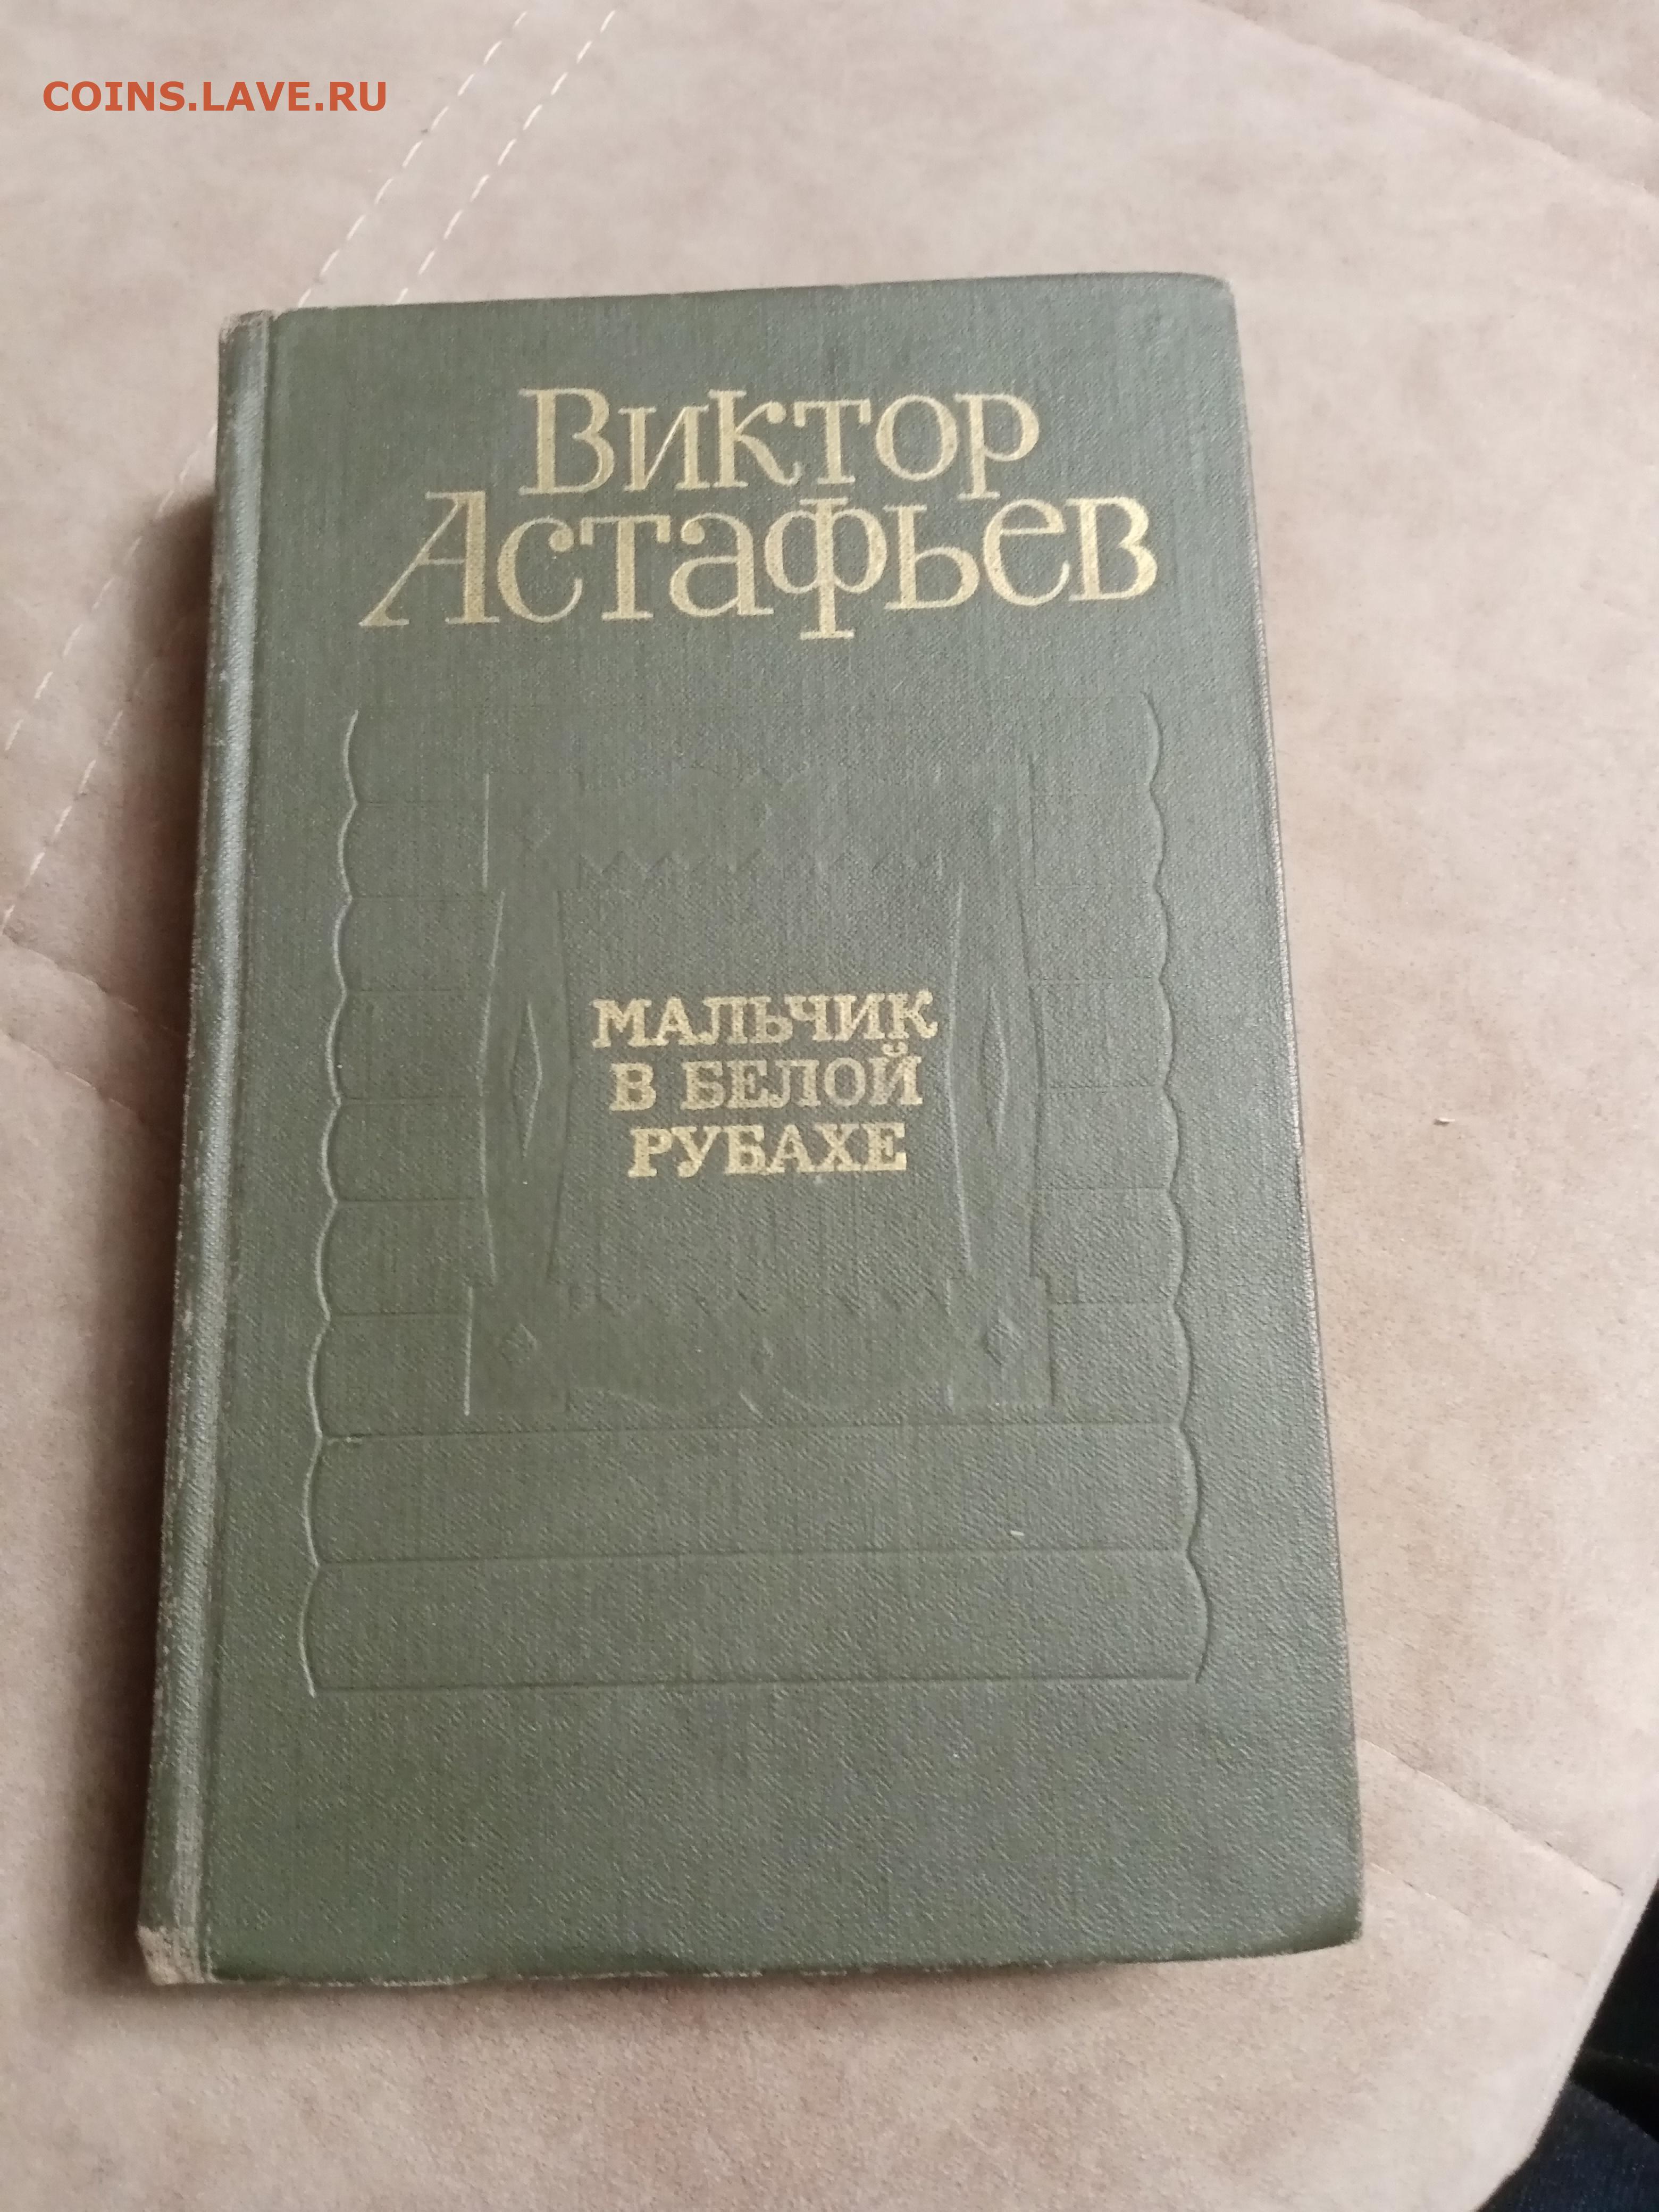 COINS.LAVE.RU
Виктор
Астафьев
МАЛЬЧИК
В БЕЛОЙ
РУБАХЕ